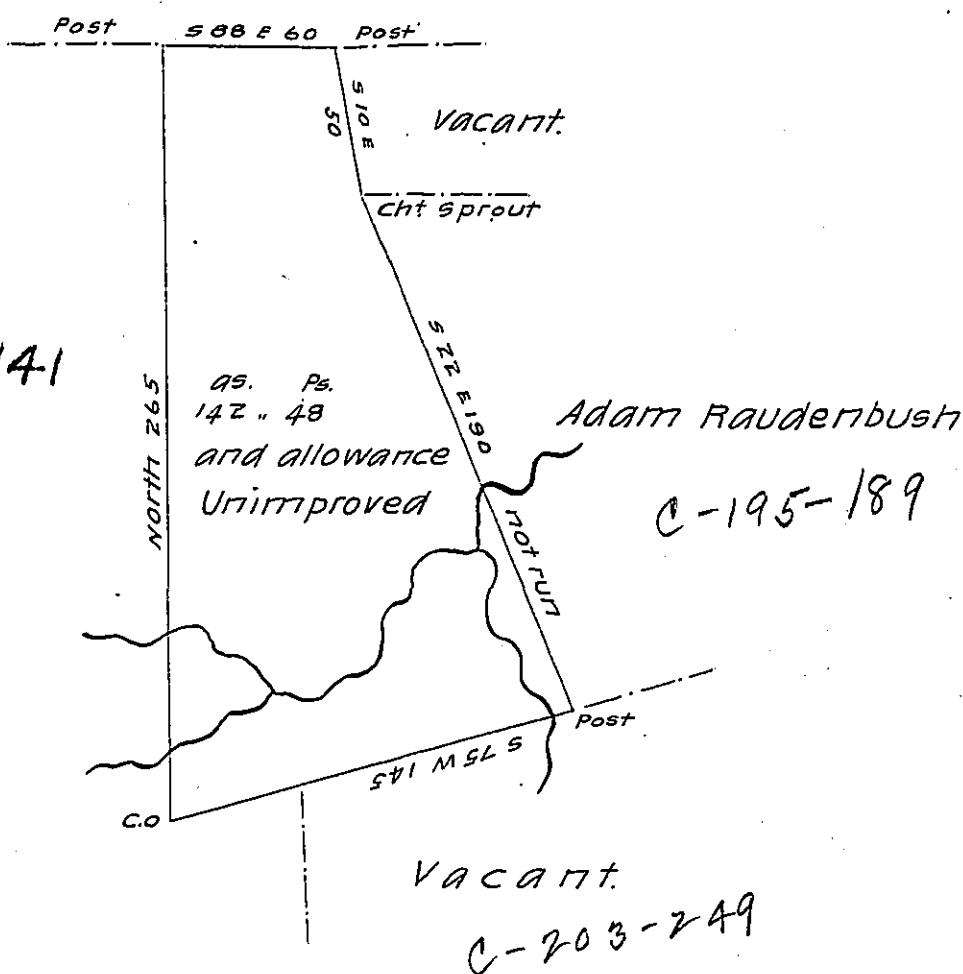 Post S 88 E 60 Post
S 10 E
50
Vacant.
Cht Sprout
141
North 265
as. Ps.
142 " 48
and allowance
Unimproved
S 22 E 190
not run
Adam Raudenbush
C-195-189
Post
S 75 W 145
C.O
Vacant.
C-203-249